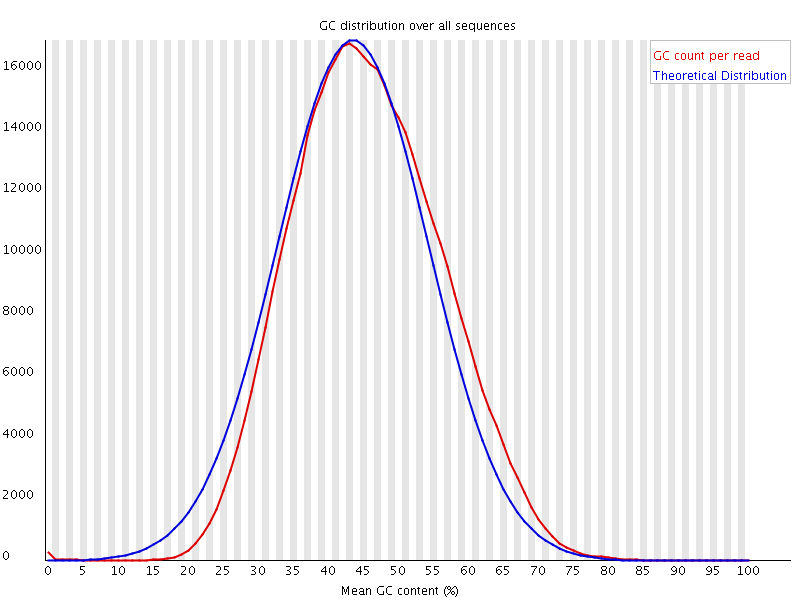 GC distribution over all sequences
GC count per read
Theoretical Distribution
16000
14000
12000
10000
8000
6000
4000
2000
0
0 5 10 15 20 25 30 35 40 45 50 55 60 65 70 75 80 85 90 95 100
Mean GC content (%)